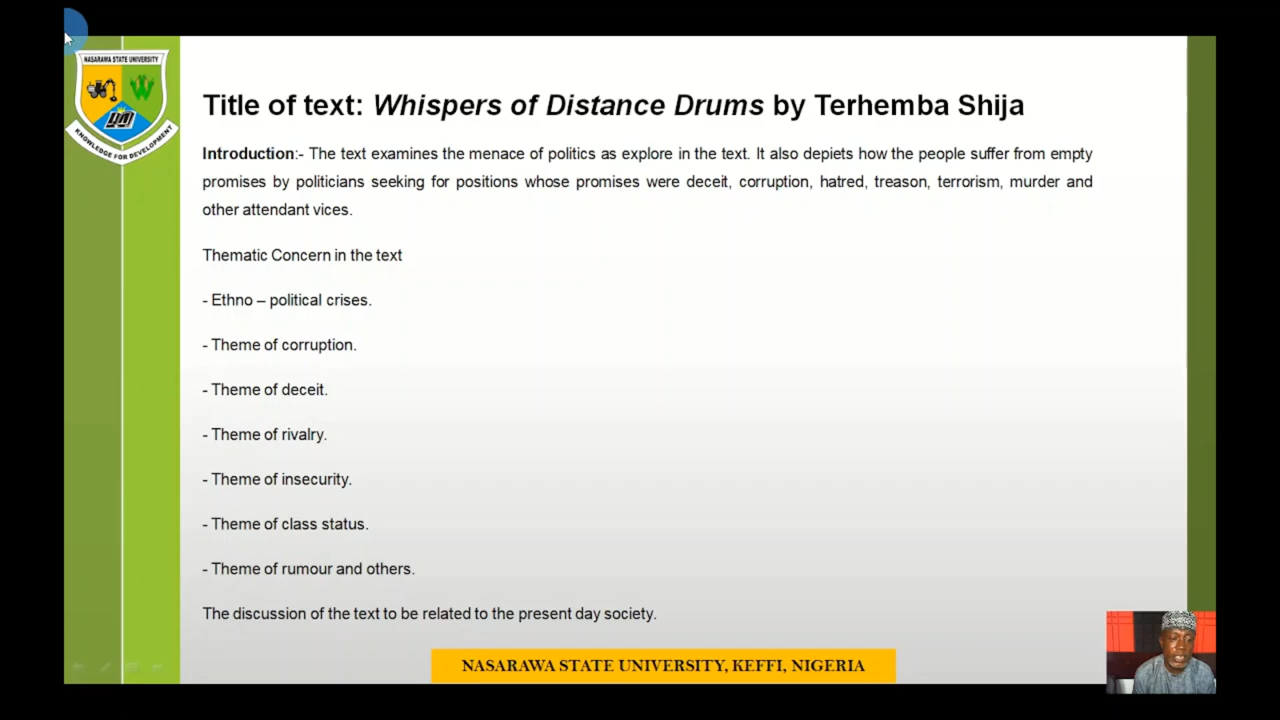 NASARAWA STATE UNIVERSITY
KNOWLEDGE FOR DEVELOPMENT
Title of text: Whispers of Distance Drums by Terhemba Shija
Introduction:- The text examines the menace of politics as explore in the text. It also depiets how the people suffer from empty
promises by politicians seeking for positions whose promises were deceit, corruption, hatred, treason, terrorism, murder and
other attendant vices.
Thematic Concern in the text
- Ethno – political crises.
- Theme of corruption.
- Theme of deceit.
- Theme of rivalry.
- Theme of insecurity.
- Theme of class status.
- Theme of rumour and others.
The discussion of the text to be related to the present day society.
NASARAWA STATE UNIVERSITY, KEFFI, NIGERIA